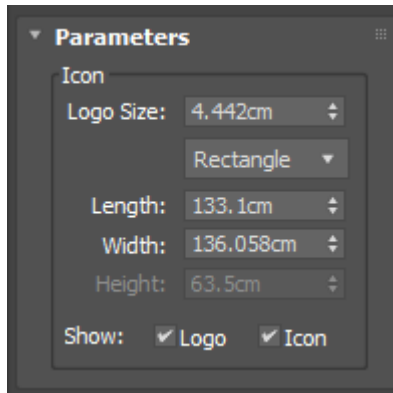 Parameters
Icon
Logo Size: 4.442cm
Rectangle
Length: 133.1cm
Width: 136.058cm
Height: 63.5cm
Show: Logo Icon